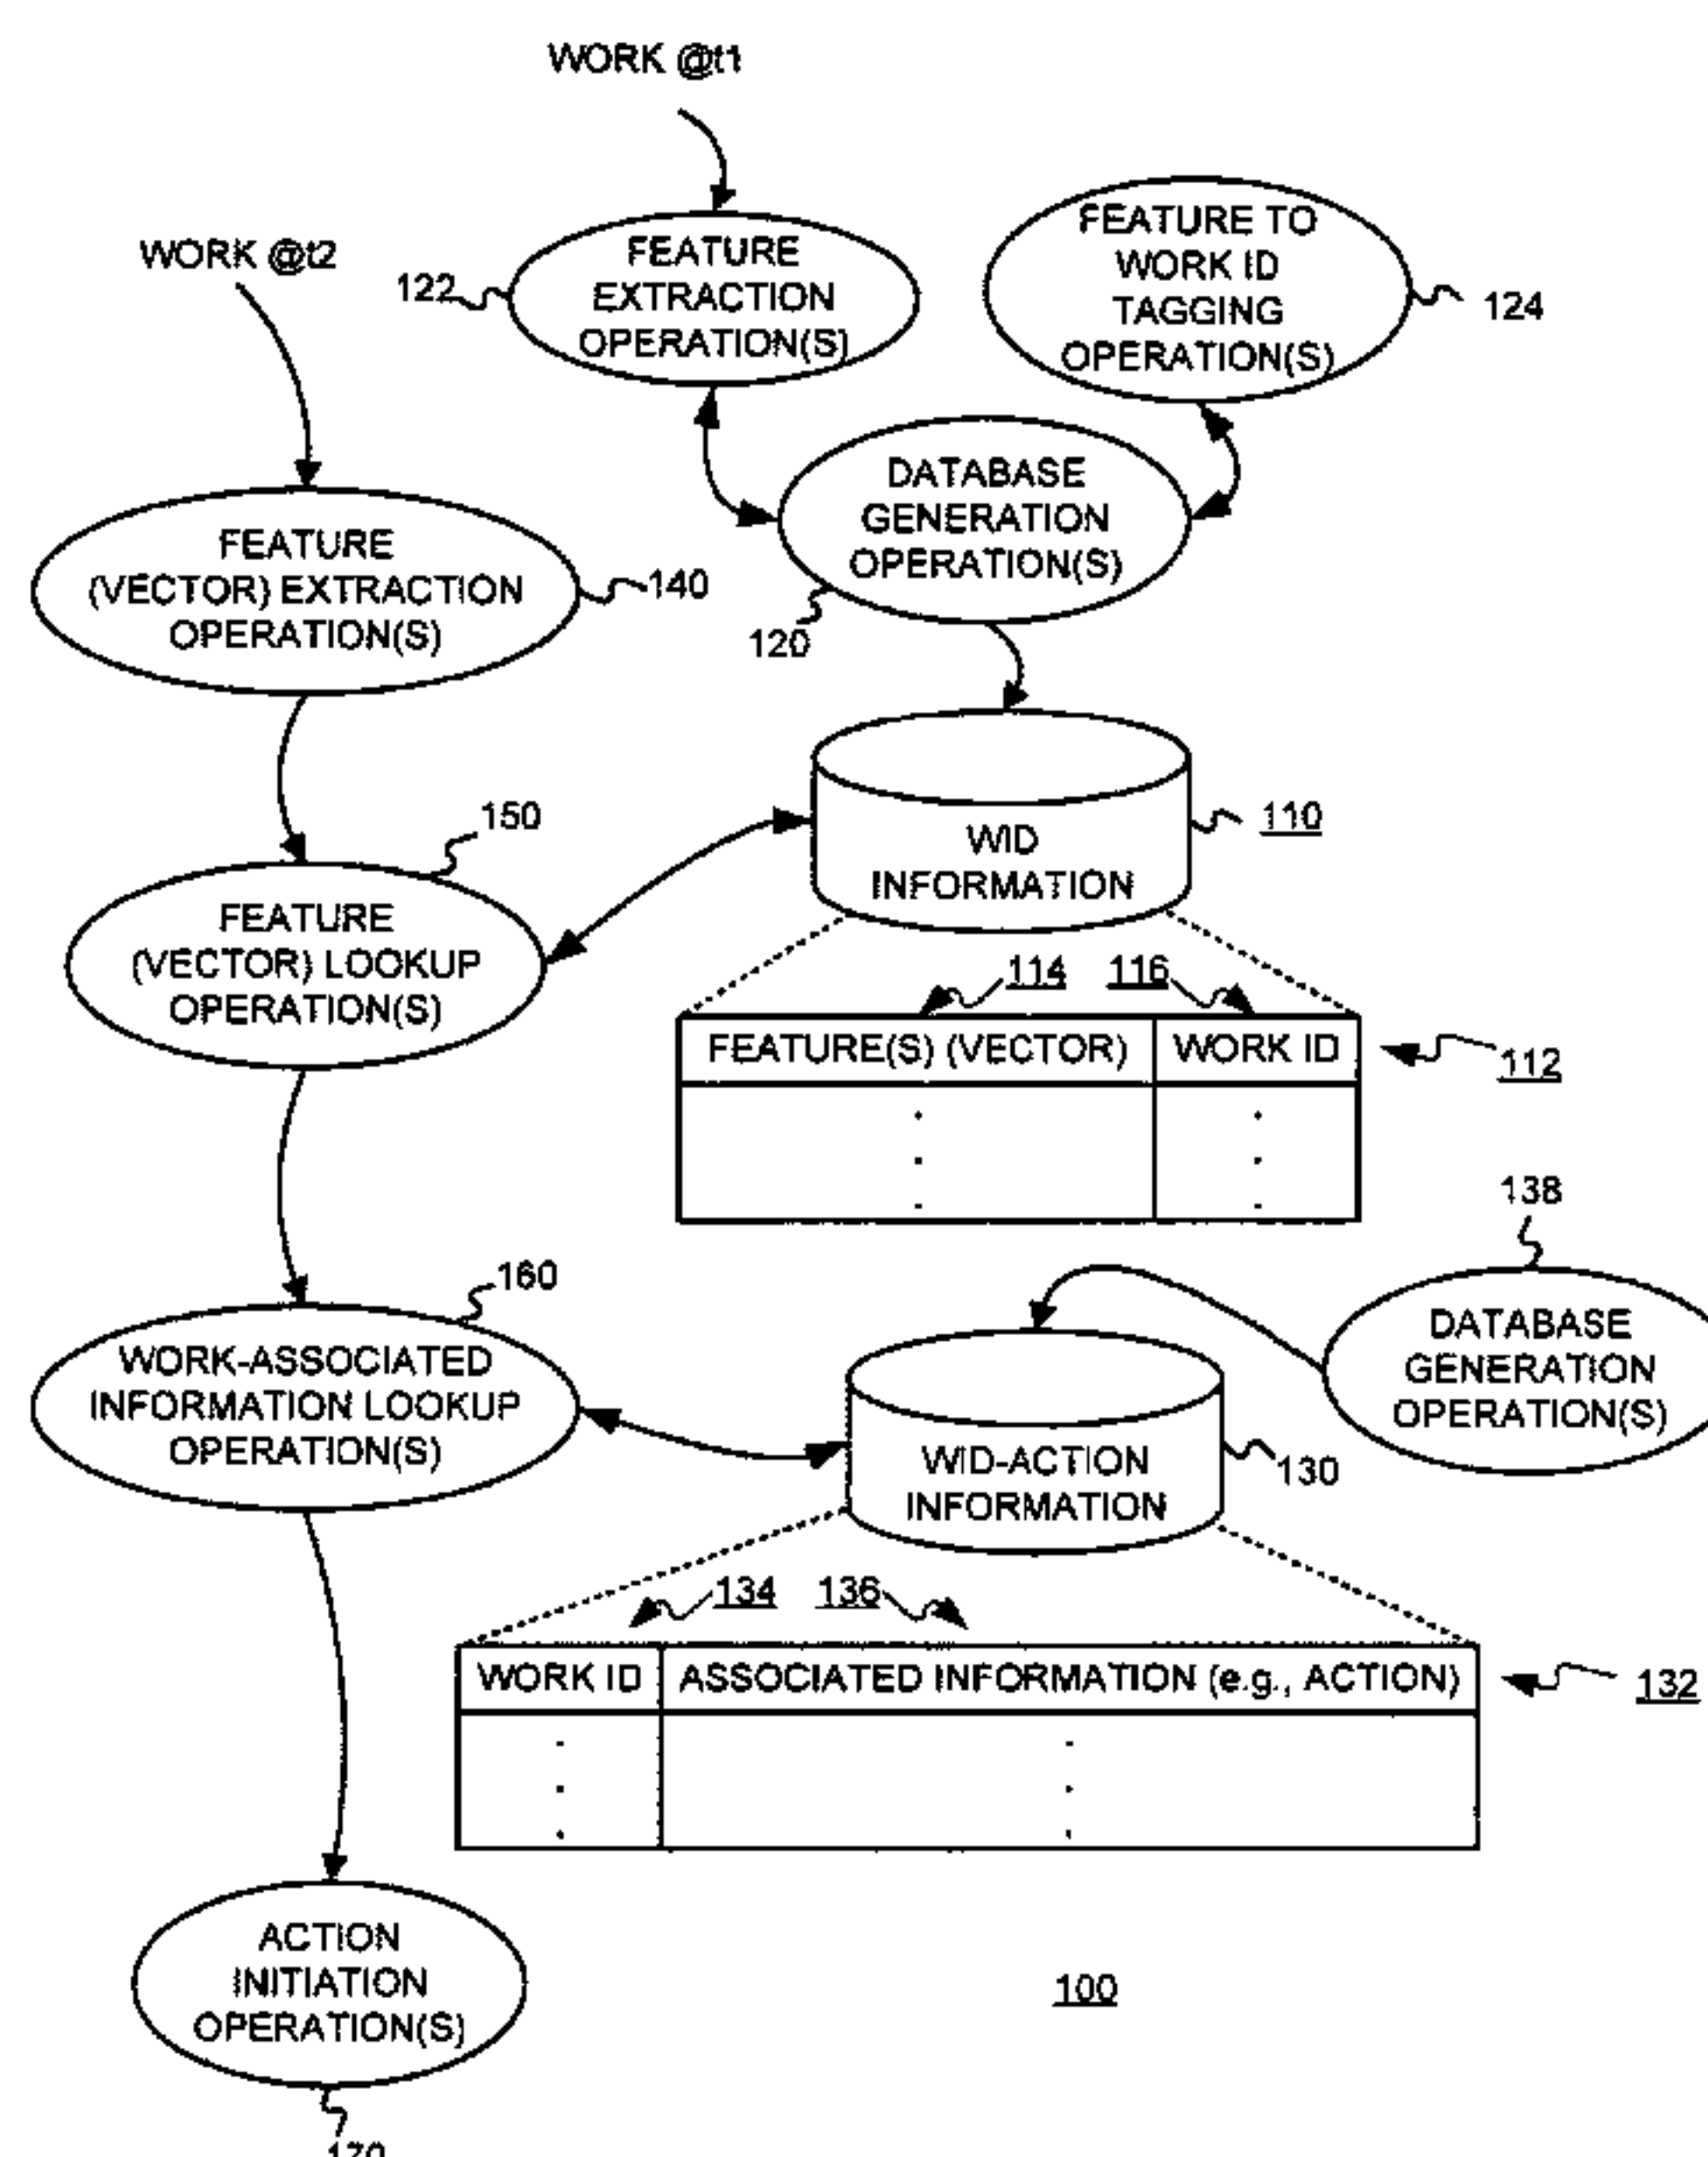 WORK @t1
WORK @t2
122
FEATURE
EXTRACTION
OPERATION(S)
FEATURE TO
WORK ID
TAGGING
OPERATION(S)
124
DATABASE
GENERATION
OPERATION(S)
120
FEATURE
(VECTOR) EXTRACTION
OPERATION(S)
140
150
WID
INFORMATION
110
FEATURE
(VECTOR) LOOKUP
OPERATION(S)
114 116
FEATURE(S) (VECTOR) WORK ID
112
138
160
DATABASE
GENERATION
OPERATION(S)
WORK-ASSOCIATED
INFORMATION LOOKUP
OPERATION(S)
WID-ACTION
INFORMATION
130
134 136
WORK ID ASSOCIATED INFORMATION (e.g., ACTION)
132
ACTION
INITIATION
OPERATION(S)
100